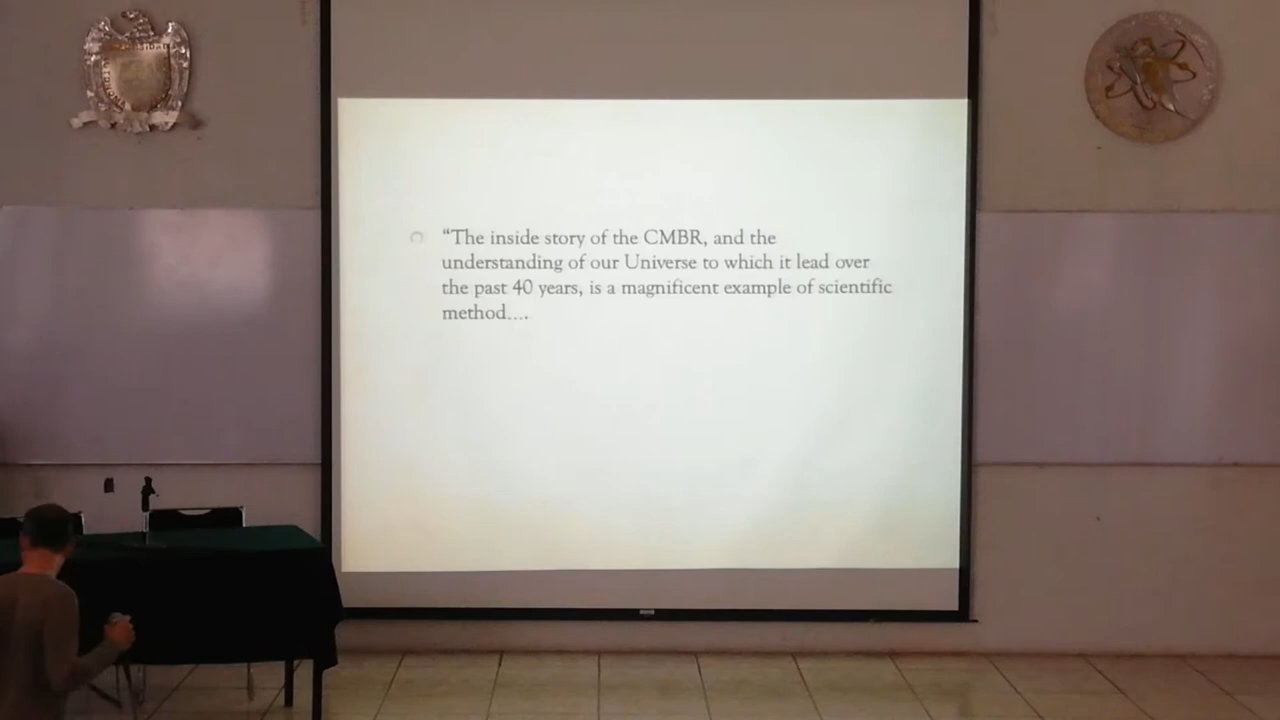 “The inside story of the CMBR, and the
understanding of our Universe to which it lead over
the past 40 years, is a magnificent example of scientific
method....